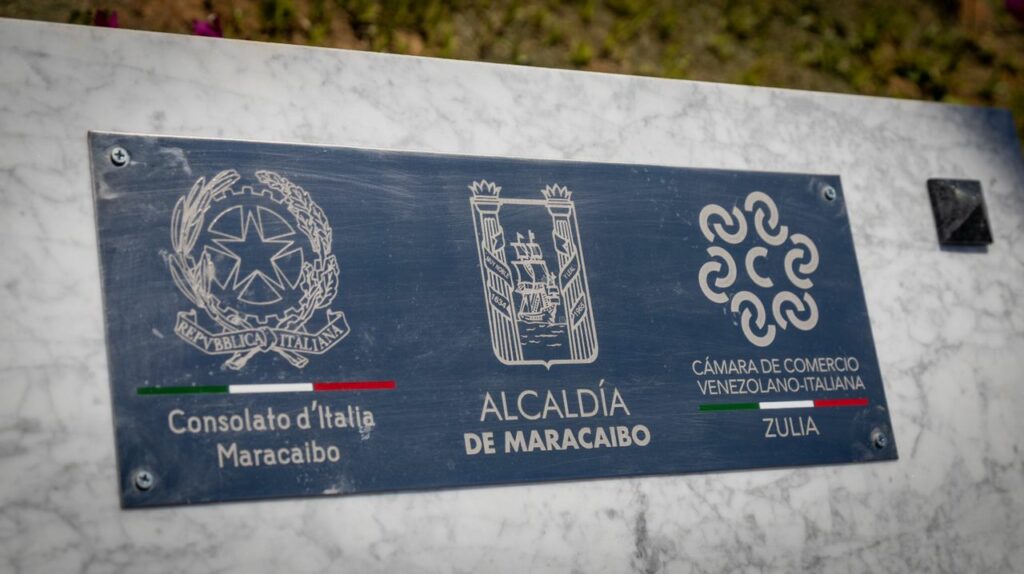 REPVBBLICA ITALIANA
Consolato d'Italia
Maracaibo
ALCALDÍA
DE MARACAIBO
C
CÁMARA DE COMERCIO
VENEZOLANO-ITALIANA
ZULIA